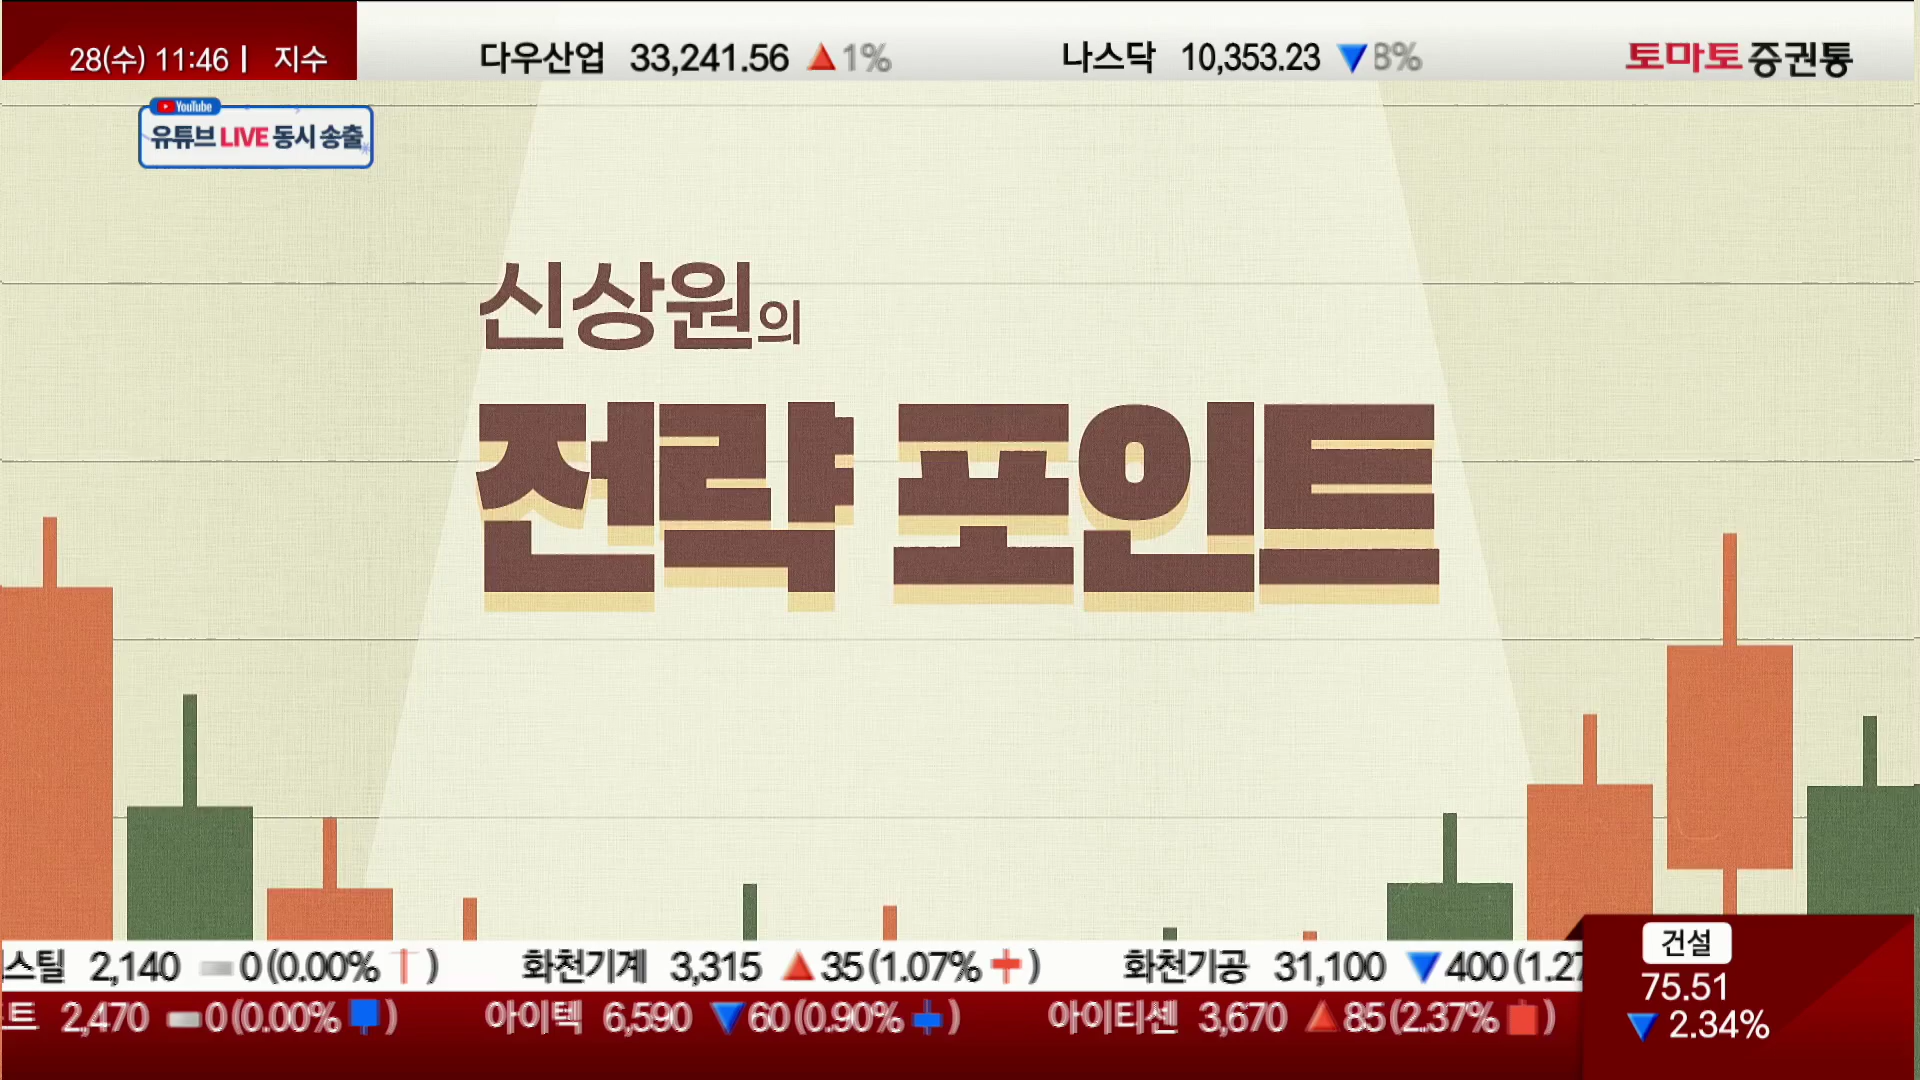 28(수) 11:46 | 지수
다우산업 33,241.56 ▲1%
나스닥 10,353.23 ▼
토마토증권통
YouTube
유튜브 LIVE 동시 송출
신상원의
전략 포인트
스틸 2,140 0(0.00% ) 화천기계 3,315 ▲35(1.07% ) 화천기공 31,100 ▼400(1.27
트 2,470 0(0.00% ) 아이텍 6,590 ▼60(0.90% ) 아이티센 3,670 ▲85(2.37% )
건설
75.51
▼ 2.34%